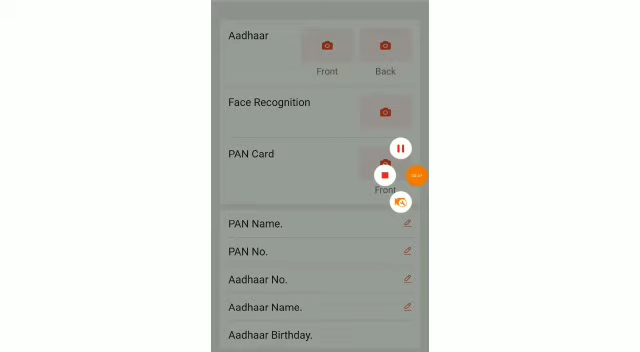 Aadhaar
Front Back
Face Recognition
PAN Card
Front
PAN Name.
PAN No.
Aadhaar No.
Aadhaar Name.
Aadhaar Birthday.